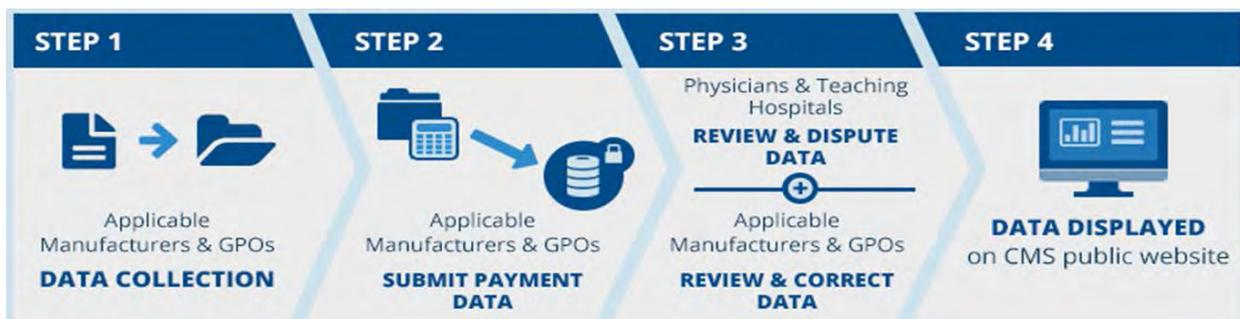 STEP 1
Applicable
Manufacturers & GPOs
DATA COLLECTION
STEP 2
Applicable
Manufacturers & GPOs
SUBMIT PAYMENT
DATA
STEP 3
Physicians & Teaching
Hospitals
REVIEW & DISPUTE
DATA
Applicable
Manufacturers & GPOs
REVIEW & CORRECT
DATA
STEP 4
DATA DISPLAYED
on CMS public website